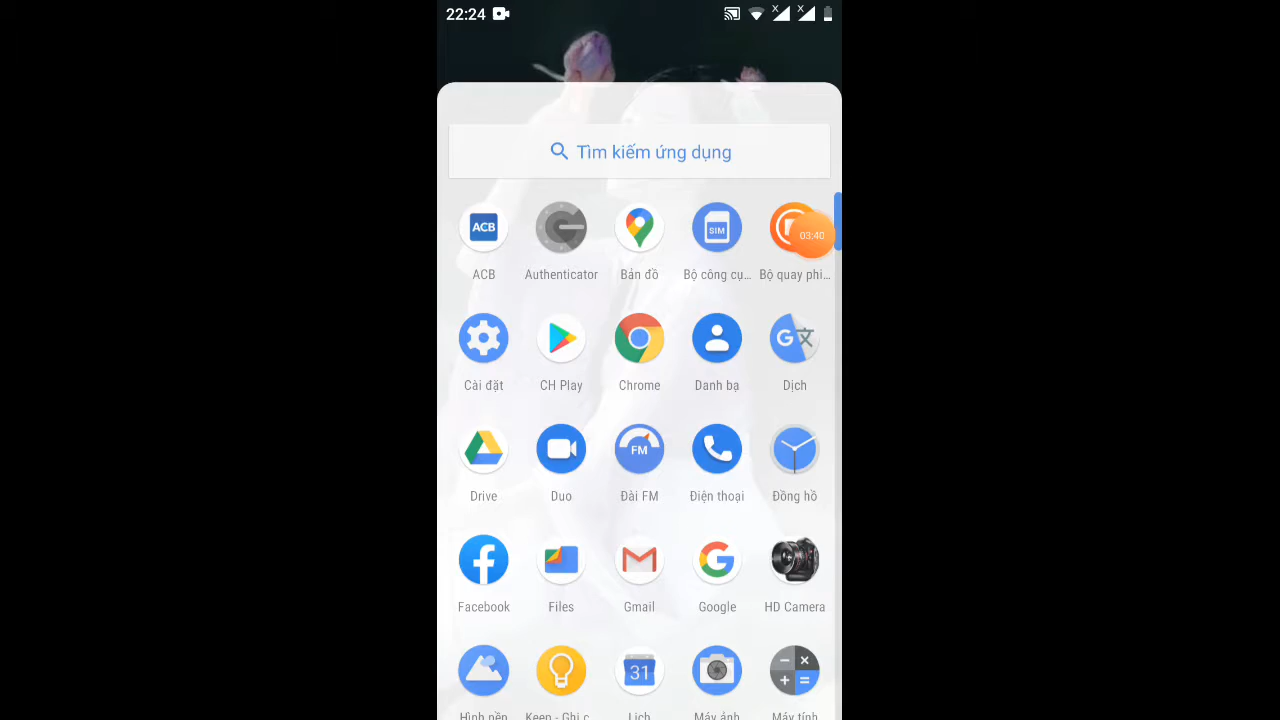 22:24
Tìm kiếm ứng dụng
ACB
SIM
03:40
ACB
Authenticator
Bản đồ
Bộ công cụ...
Bộ quay phi...
Cài đặt
CH Play
Chrome
Danh bạ
Dịch
FM
Drive
Duo
Đài FM
Điện thoại
Đồng hồ
Facebook
Files
Gmail
Google
HD Camera
31
Hình nền
Keep - Ghi c...
Lịch
Máy ảnh
Máy tính